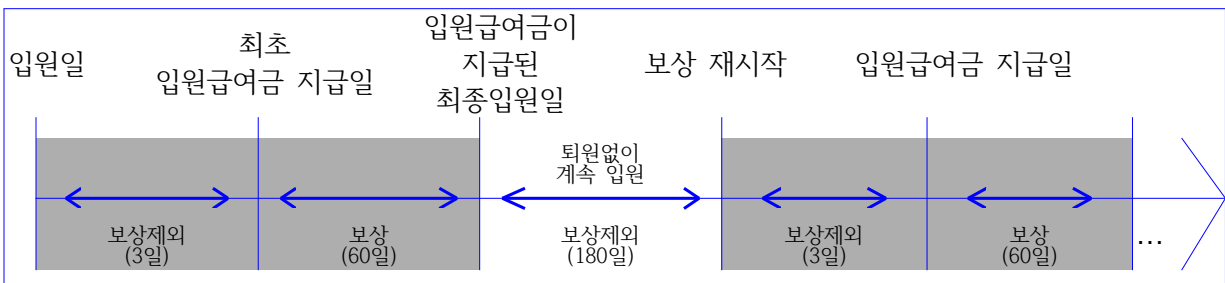 입원일
최초
입원급여금 지급일
입원급여금이
지급된
최종입원일
보상 재시작
입원급여금 지급일
퇴원없이
계속 입원
보상제외
(3일)
보상
(60일)
보상제외
(180일)
보상제외
(3일)
보상
(60일)
...